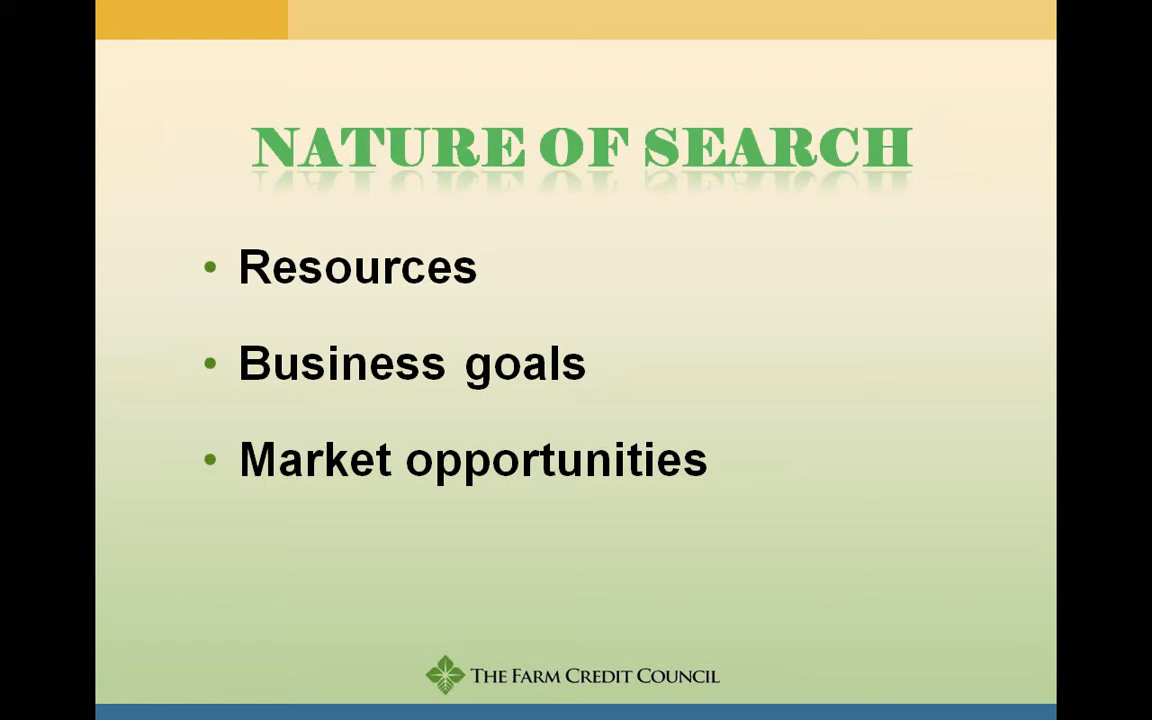 NATURE OF SEARCH
• Resources
• Business goals
• Market opportunities
THE FARM CREDIT COUNCIL